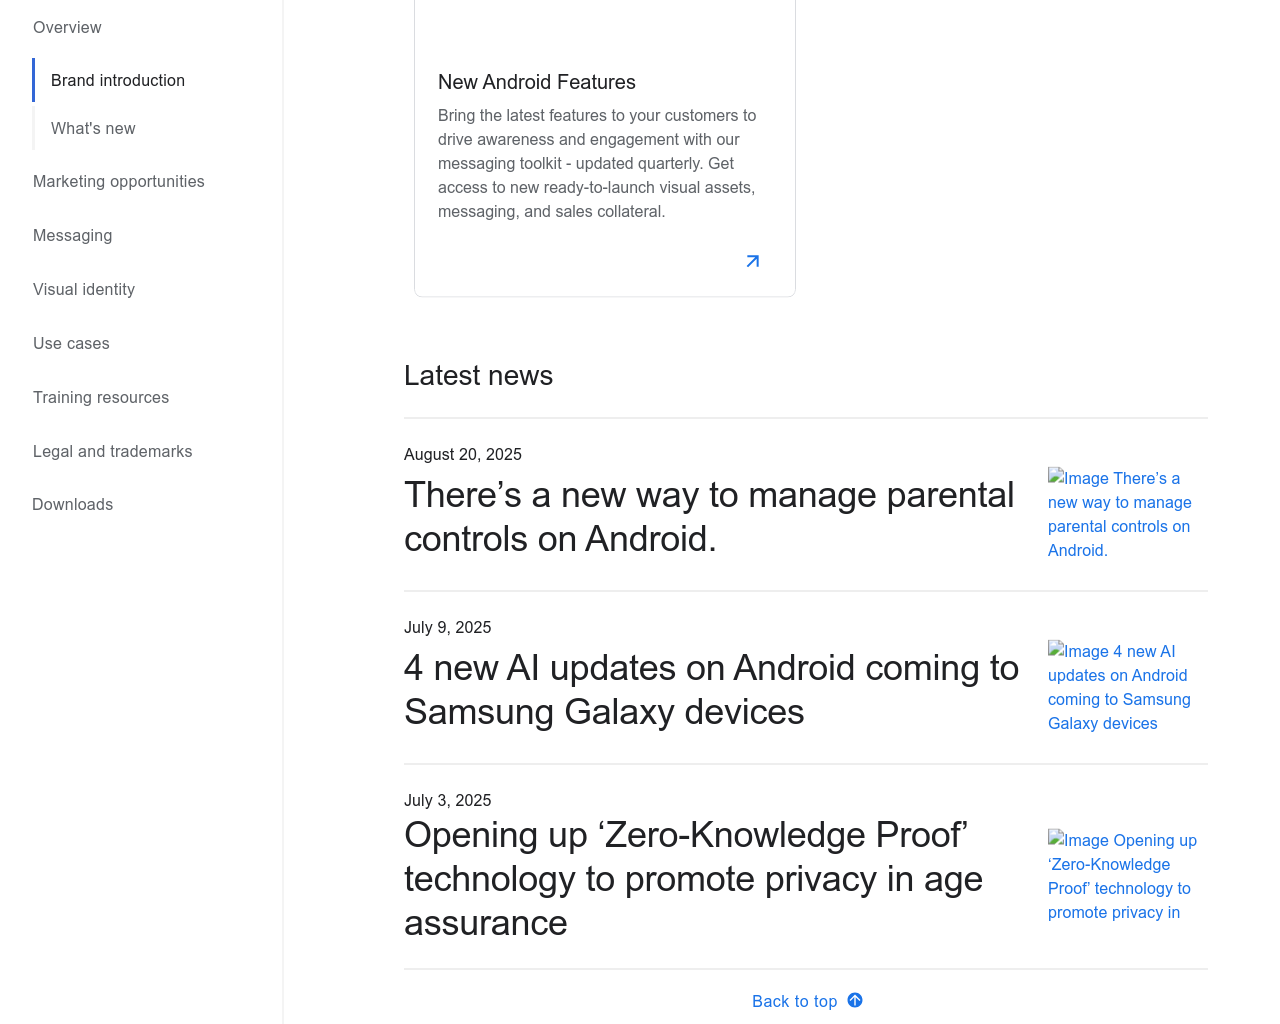 Overview
Brand introduction
What's new
Marketing opportunities
Messaging
Visual identity
Use cases
Training resources
Legal and trademarks
Downloads
New Android Features
Bring the latest features to your customers to
drive awareness and engagement with our
messaging toolkit - updated quarterly. Get
access to new ready-to-launch visual assets,
messaging, and sales collateral.
Latest news
August 20, 2025
There’s a new way to manage parental
controls on Android.
Image There’s a
new way to manage
parental controls on
Android.
July 9, 2025
4 new AI updates on Android coming to
Samsung Galaxy devices
Image 4 new AI
updates on Android
coming to Samsung
Galaxy devices
July 3, 2025
Opening up ‘Zero-Knowledge Proof’
technology to promote privacy in age
assurance
Image Opening up
‘Zero-Knowledge
Proof’ technology to
promote privacy in
Back to top